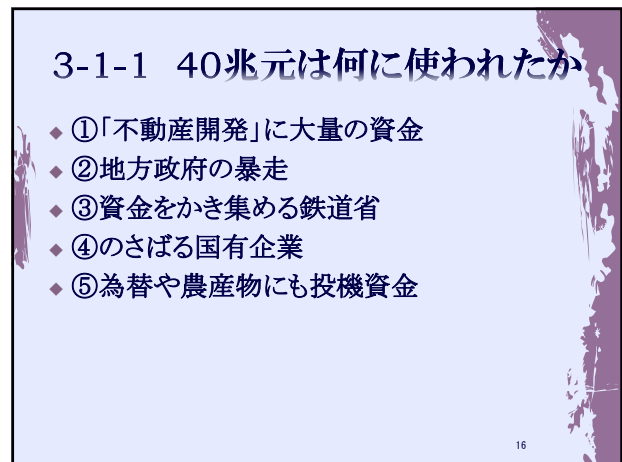 3-1-1 40兆元は何に使われたか
◆ ①「不動産開発」に大量の資金
◆ ②地方政府の暴走
◆ ③資金をかき集める鉄道省
◆ ④のさばる国有企業
◆ ⑤為替や農産物にも投機資金
16